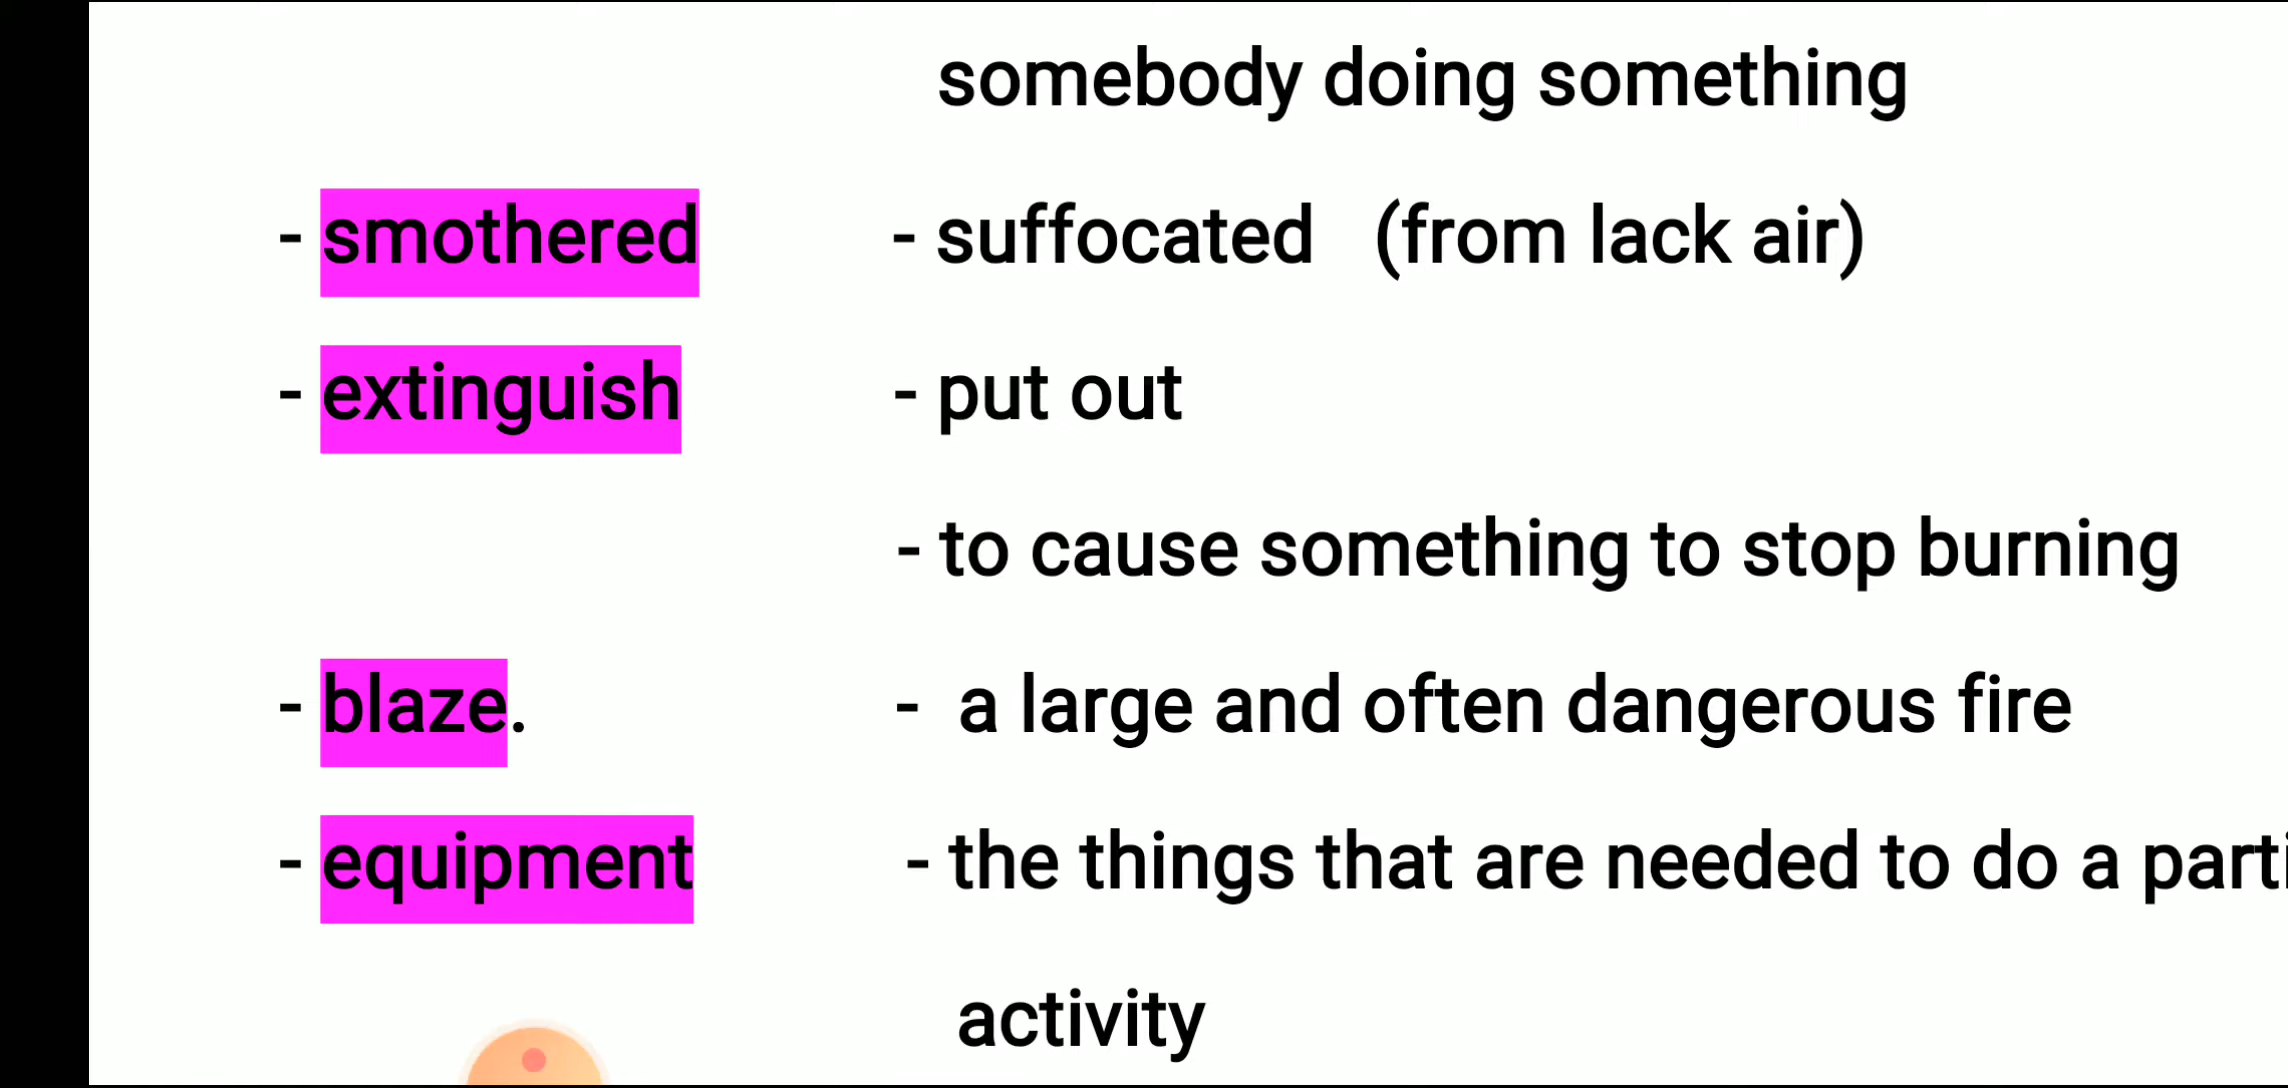 somebody doing something
- smothered - suffocated (from lack air)
- extinguish - put out
- to cause something to stop burning
- blaze. - a large and often dangerous fire
- equipment - the things that are needed to do a
activity